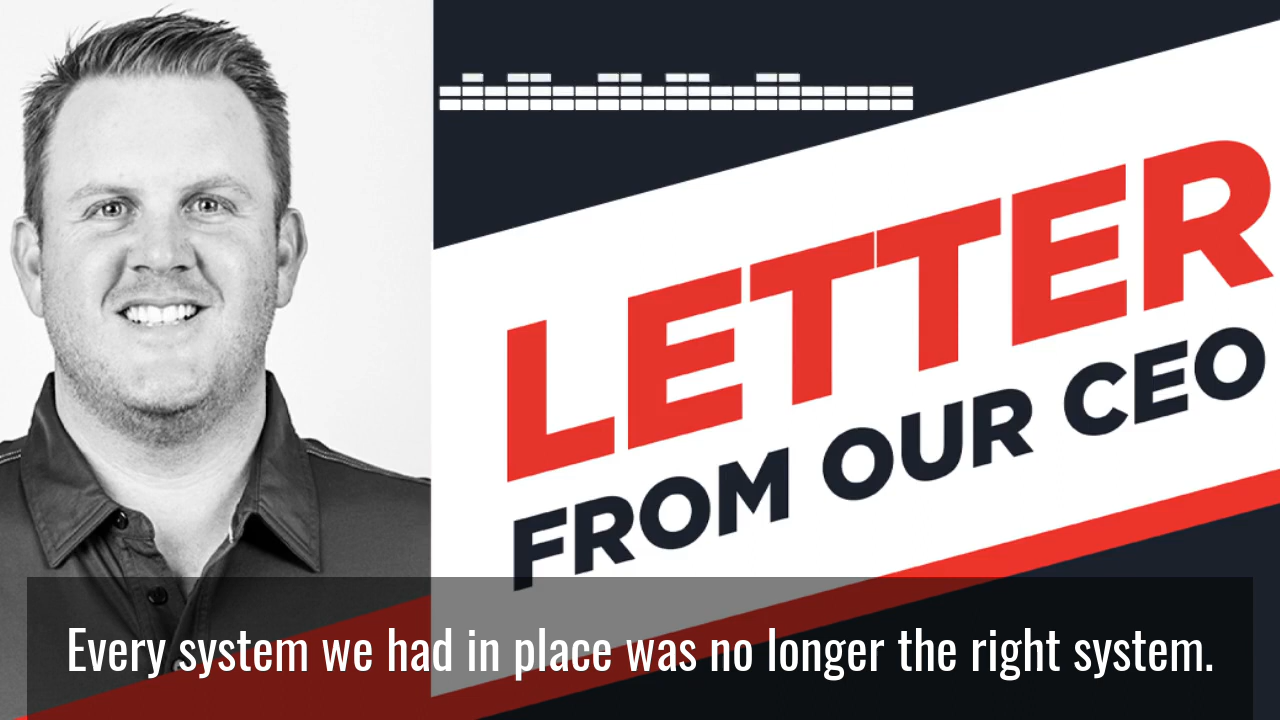 LETTER
FROM OUR CEO
Every system we had in place was no longer the right system.